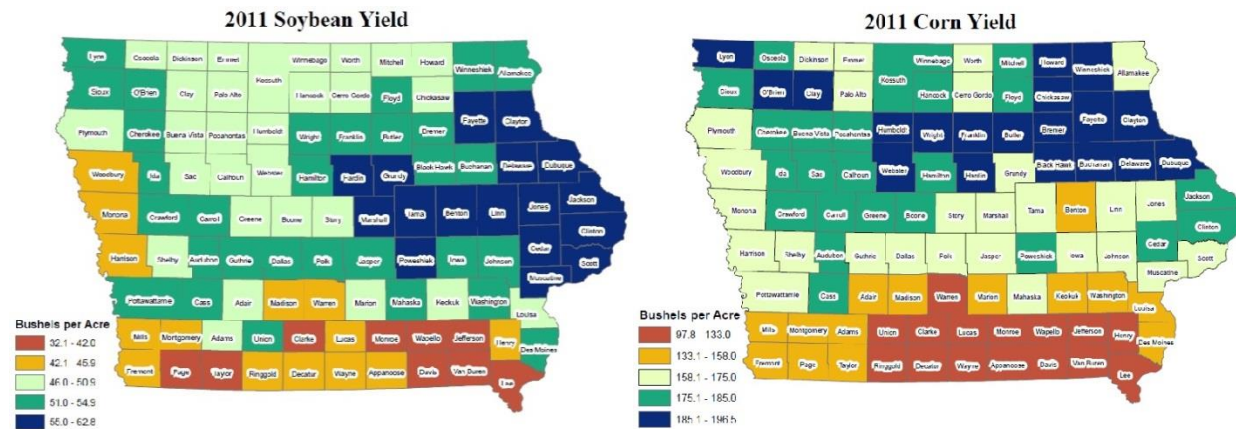 2011 Soybean Yield
Lyon Osceola Dickinson Emmet Winnebago Worth Mitchell Howard Winneshiek Allamakee
Kossuth
Sioux O'Brien Clay Palo Alto Hancock Cerro Gordo Floyd Chickasaw
Fayette Clayton
Plymouth Cherokee Buena Vista Pocahontas Humboldt Wright Franklin Butler Bremer
Woodbury Ida Sac Calhoun Webster Hamilton Hardin Grundy Black Hawk Buchanan Delaware Dubuque
Monona Crawford Carroll Greene Boone Story Marshall Tama Benton Linn Jones Jackson
Clinton
Harrison Shelby Audubon Guthrie Dallas Polk Jasper Poweshiek Iowa Johnson Cedar Scott
Muscatine
Pottawattamie Cass Adair Madison Warren Marion Mahaska Keokuk Washington
Louisa
Mills Montgomery Adams Union Clarke Lucas Monroe Wapello Jefferson Henry Des Moines
Fremont Page Taylor Ringgold Decatur Wayne Appanoose Davis Van Buren Lee
Bushels per Acre
32.1 - 42.0
42.1 - 45.9
46.0 - 50.9
51.0 - 54.9
55.0 - 62.8
2011 Corn Yield
Lyon Osceola Dickinson Emmet Winnebago Worth Mitchell Howard Winneshiek Allamakee
Kossuth
Sioux O'Brien Clay Palo Alto Hancock Cerro Gordo Floyd Chickasaw
Fayette Clayton
Plymouth Cherokee Buena Vista Pocahontas Humboldt Wright Franklin Butler Bremer
Woodbury Ida Sac Calhoun Webster Hamilton Hardin Grundy Black Hawk Buchanan Delaware Dubuque
Monona Crawford Carroll Greene Boone Story Marshall Tama Benton Linn Jones Jackson
Clinton
Harrison Shelby Audubon Guthrie Dallas Polk Jasper Poweshiek Iowa Johnson Cedar Scott
Muscatine
Pottawattamie Cass Adair Madison Warren Marion Mahaska Keokuk Washington
Louisa
Mills Montgomery Adams Union Clarke Lucas Monroe Wapello Jefferson Henry Des Moines
Fremont Page Taylor Ringgold Decatur Wayne Appanoose Davis Van Buren Lee
Bushels per Acre
97.8 - 133.0
133.1 - 158.0
158.1 - 175.0
175.1 - 185.0
185.1 - 196.5